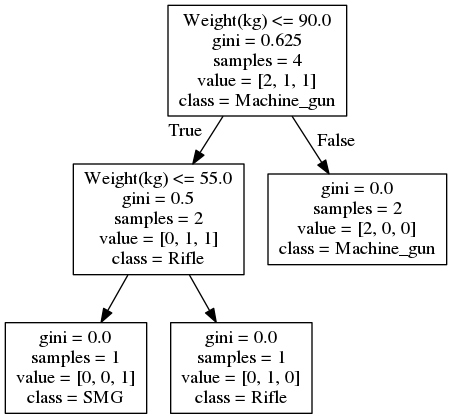 Weight(kg) <= 90.0
gini = 0.625
samples = 4
value = [2, 1, 1]
class = Machine_gun
True
False
Weight(kg) <= 55.0
gini = 0.5
samples = 2
value = [0, 1, 1]
class = Rifle
gini = 0.0
samples = 2
value = [2, 0, 0]
class = Machine_gun
gini = 0.0
samples = 1
value = [0, 0, 1]
class = SMG
gini = 0.0
samples = 1
value = [0, 1, 0]
class = Rifle